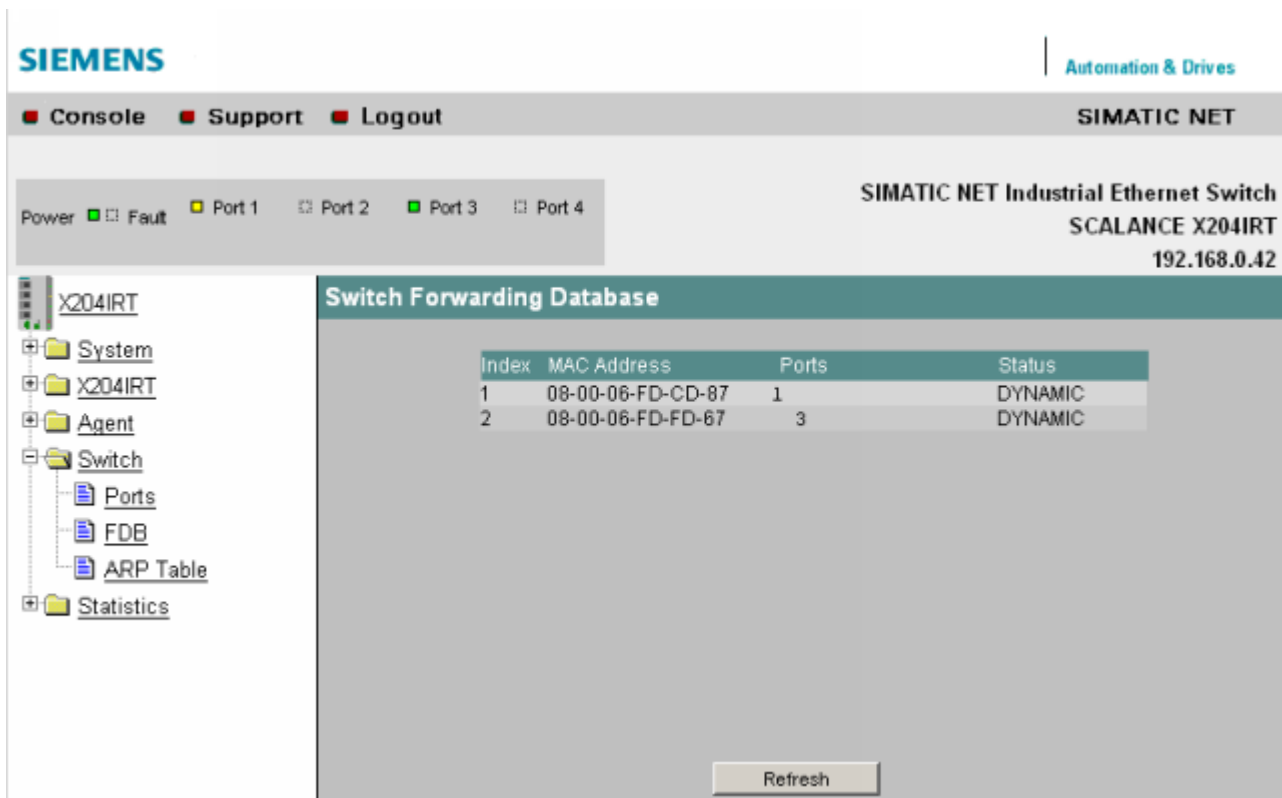 SIEMENS
Automation & Drives
Console Support Logout SIMATIC NET
Power Fault Port 1 Port 2 Port 3 Port 4
SIMATIC NET Industrial Ethernet Switch
SCALANCE X204IRT
192.168.0.42
X204IRT
System
X204IRT
Agent
Switch
Ports
FDB
ARP Table
Statistics
Switch Forwarding Database
Index MAC Address Ports Status
1 08-00-06-FD-CD-87 1 DYNAMIC
2 08-00-06-FD-FD-67 3 DYNAMIC
Refresh